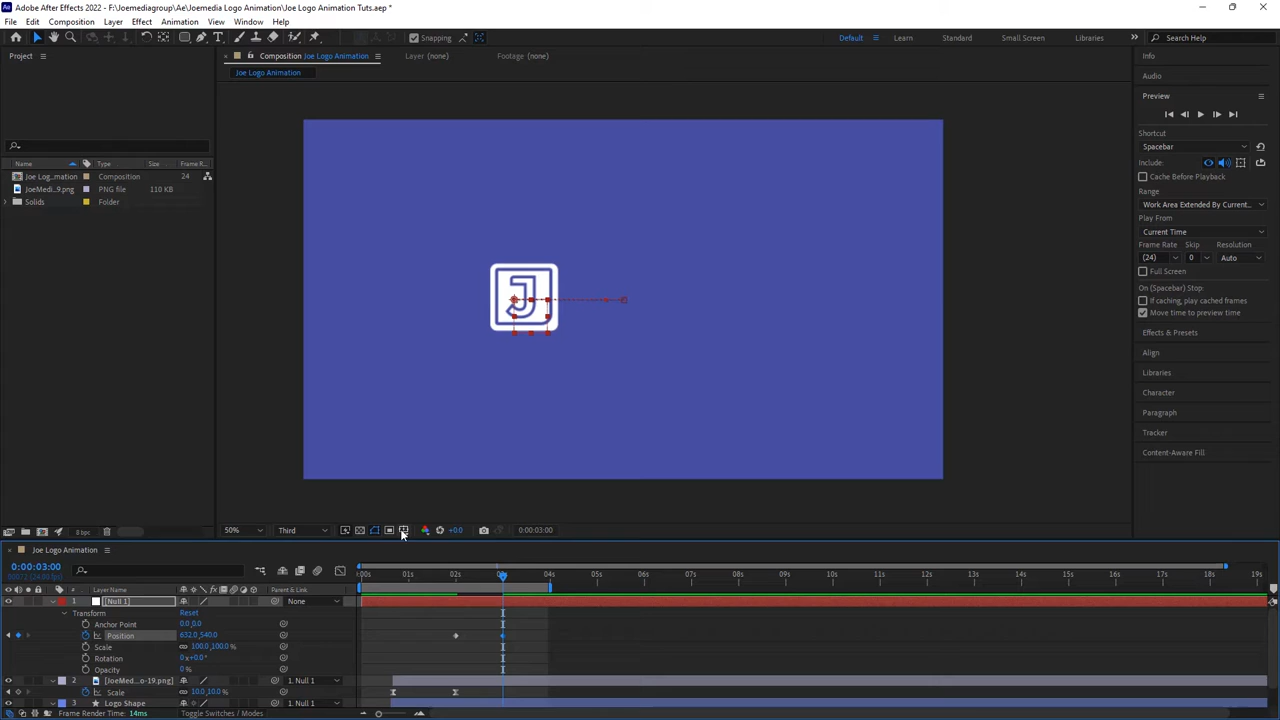 Adobe After Effects 2022 - F:\Joemediagroup\Ae\Joemedia Logo Animation\Joe Logo Animation Tuts.aep *
File Edit Composition Layer Effect Animation View Window Help
Snapping
Default Learn Standard Small Screen Libraries Search Help
Project
Composition Joe Logo Animation
Layer (none)
Footage (none)
Joe Logo Animation
Name Type Size Frame R...
Joe Log..mation Composition 24
JoeMedi..9.png PNG file 110 KB
Solids Folder
8 bpc
J
50% Third +0.0 0:00:03:00
Info
Audio
Preview
Shortcut
Spacebar
Include:
Cache Before Playback
Range
Work Area Extended By Current...
Play From
Current Time
Frame Rate Skip Resolution
(24) 0 Auto
Full Screen
On (Spacebar) Stop:
If caching, play cached frames
Move time to preview time
Effects & Presets
Align
Libraries
Character
Paragraph
Tracker
Content-Aware Fill
Joe Logo Animation
0:00:03:00
00072 (24.00 fps)
:00s 01s 02s 03s 04s 05s 06s 07s 08s 09s 10s 11s 12s 13s 14s 15s 16s 17s 18s 19s
# Layer Name Parent & Link
1 [Null 1] None
Transform Reset
Anchor Point 0.0,0.0
Position 632.0,540.0
Scale 100.0,100.0 %
Rotation 0x+0.0°
Opacity 0 %
2 [JoeMed...o-19.png] 1. Null 1
Scale 10.0,10.0 %
3 Logo Shape 1. Null 1
Frame Render Time: 14ms
Toggle Switches / Modes